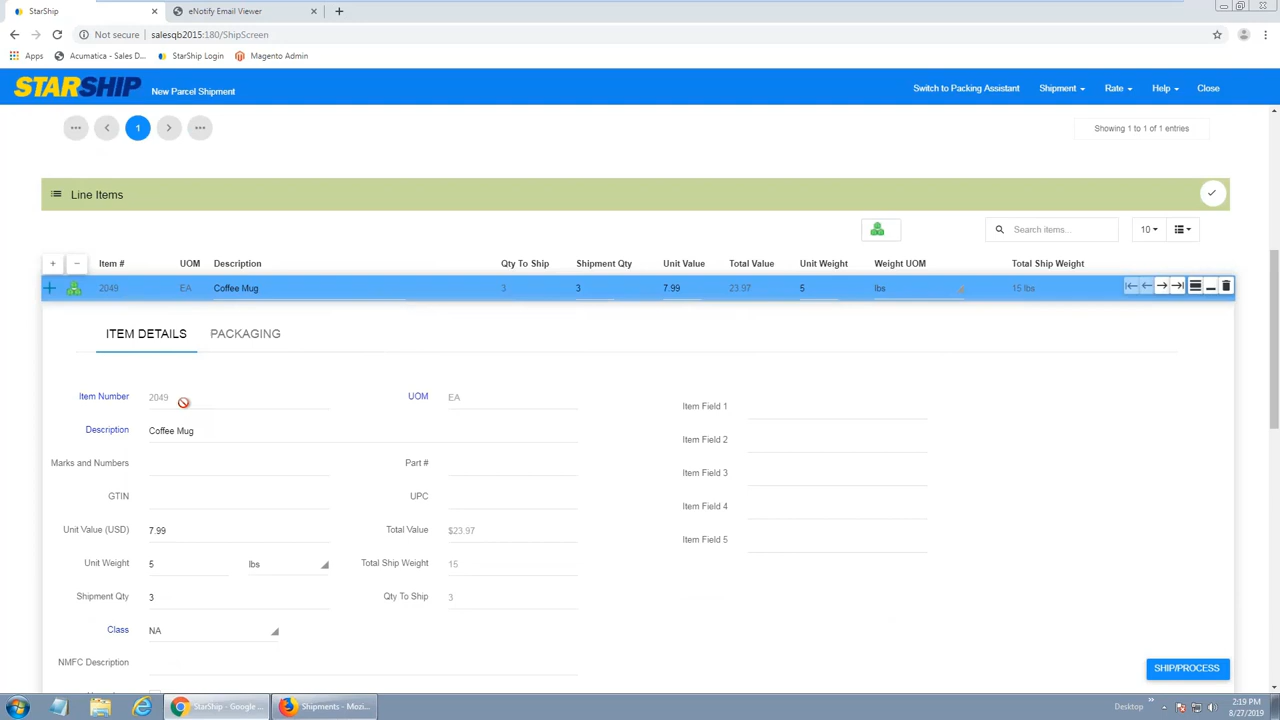 StarShip × eNotify Email Viewer × +
Not secure salesqb2015:180/ShipScreen
Apps Acumatica - Sales D... StarShip Login Magento Admin
STARSHIP New Parcel Shipment Switch to Packing Assistant Shipment Rate Help Close
1 Showing 1 to 1 of 1 entries
Line Items
Search items... 10
+ − Item # UOM Description Qty To Ship Shipment Qty Unit Value Total Value Unit Weight Weight UOM Total Ship Weight
2049 EA Coffee Mug 3 3 7.99 23.97 5 lbs 15 lbs
ITEM DETAILS PACKAGING
Item Number 2049 UOM EA Item Field 1
Description Coffee Mug Item Field 2
Marks and Numbers Part # Item Field 3
GTIN UPC Item Field 4
Unit Value (USD) 7.99 Total Value $23.97 Item Field 5
Unit Weight 5 lbs Total Ship Weight 15
Shipment Qty 3 Qty To Ship 3
Class NA
NMFC Description
SHIP/PROCESS
StarShip - Google ... Shipments - Mozi... Desktop » 2:19 PM
8/27/2019